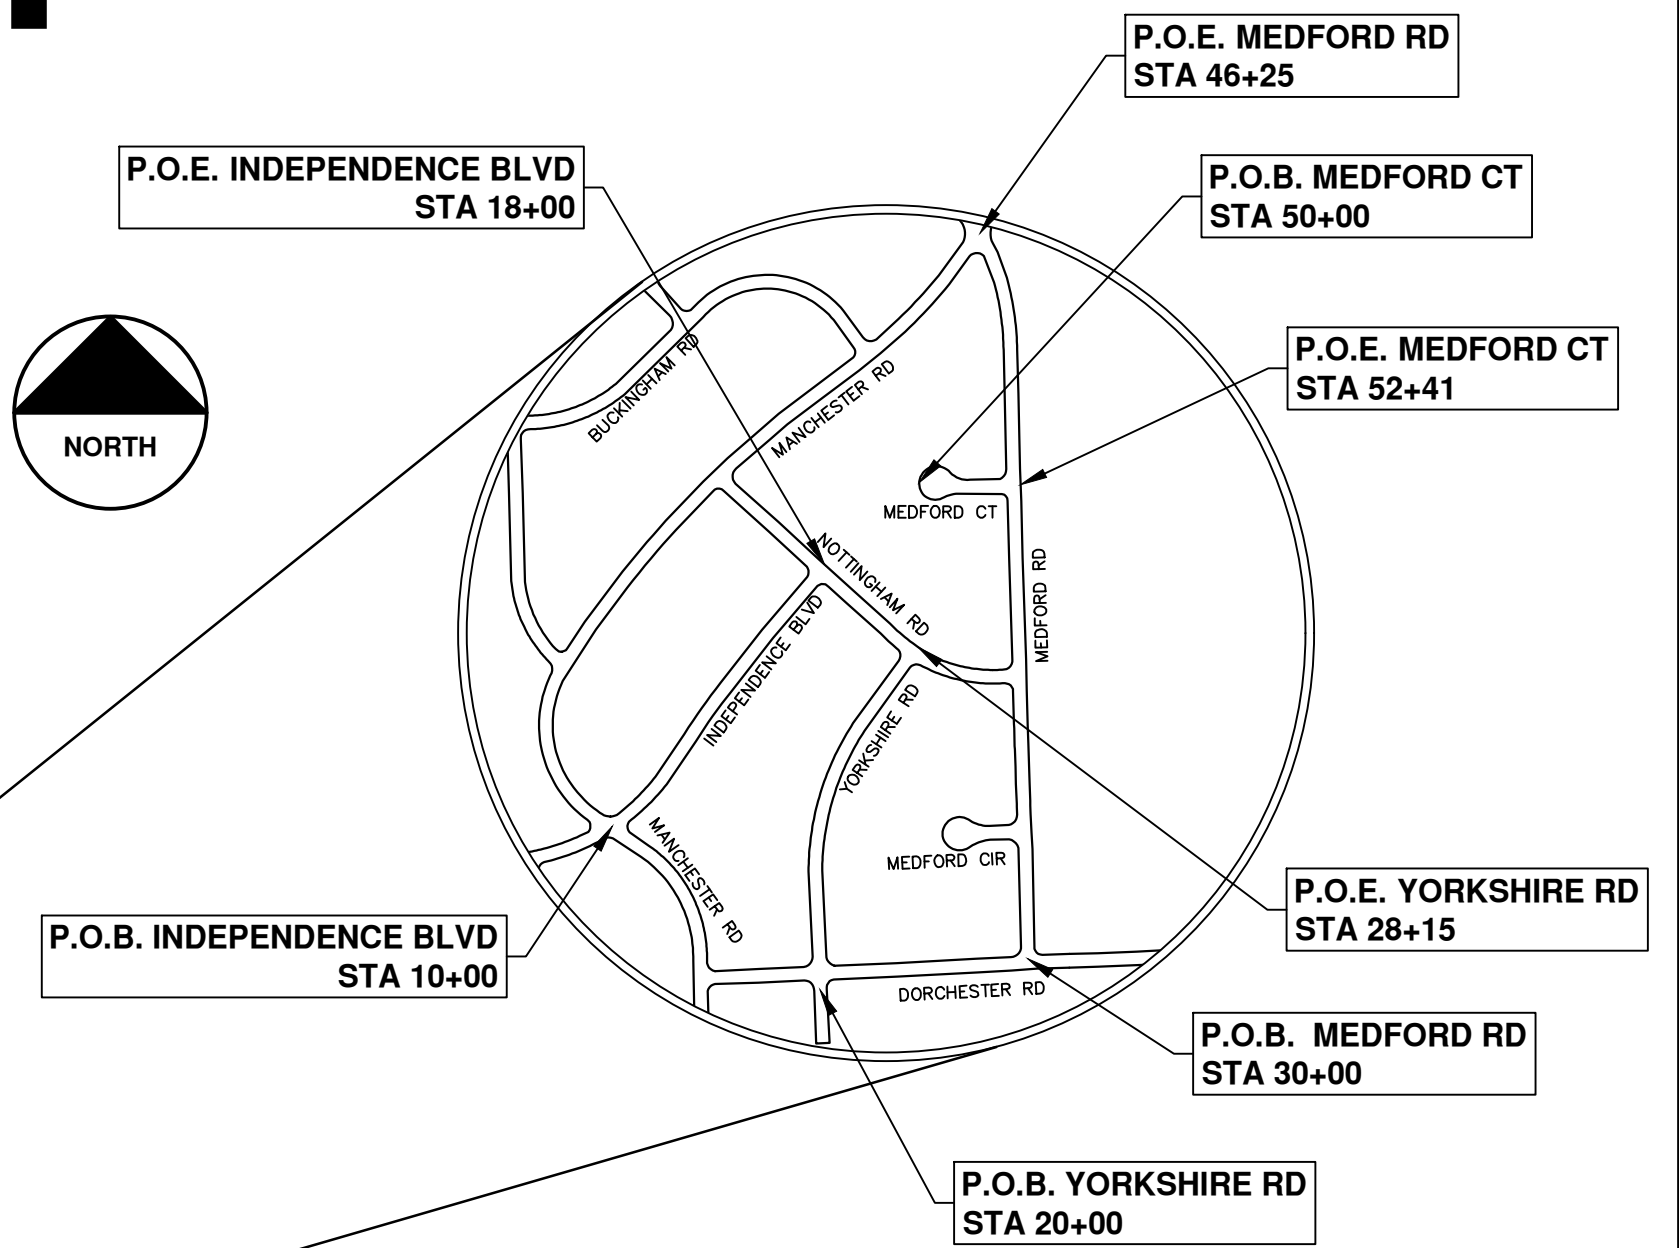 P.O.E. MEDFORD RD
STA 46+25
P.O.E. INDEPENDENCE BLVD
STA 18+00
P.O.B. MEDFORD CT
STA 50+00
P.O.E. MEDFORD CT
STA 52+41
NORTH
BUCKINGHAM RD
MANCHESTER RD
MEDFORD CT
NOTTINGHAM RD
MEDFORD RD
INDEPENDENCE BLVD
YORKSHIRE RD
MANCHESTER RD
MEDFORD CIR
P.O.E. YORKSHIRE RD
STA 28+15
P.O.B. INDEPENDENCE BLVD
STA 10+00
DORCHESTER RD
P.O.B. MEDFORD RD
STA 30+00
P.O.B. YORKSHIRE RD
STA 20+00